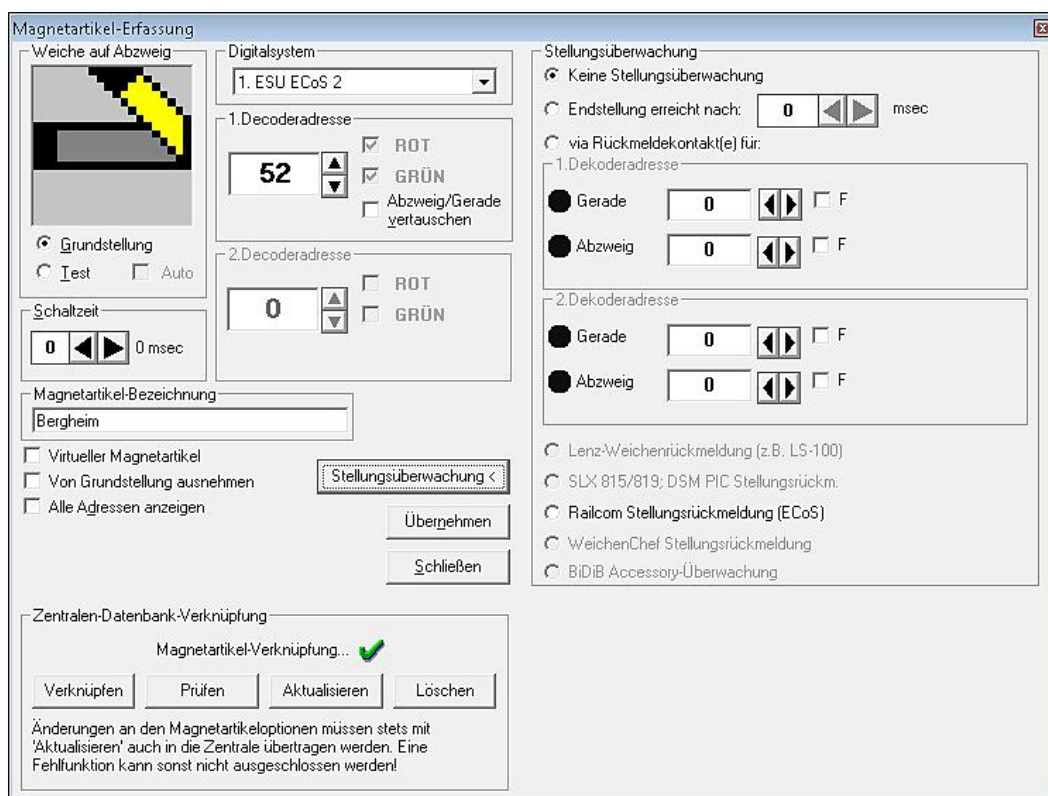 Magnetartikel-Erfassung
Weiche auf Abzweig
Grundstellung
Test
Auto
Schaltzeit
0
0 msec
Digitalsystem
1. ESU ECoS 2
1.Decoderadresse
52
ROT
GRÜN
Abzweig/Gerade
vertauschen
2.Decoderadresse
0
ROT
GRÜN
Magnetartikel-Bezeichnung
Bergheim
Virtueller Magnetartikel
Von Grundstellung ausnehmen
Alle Adressen anzeigen
Stellungsüberwachung <
Übernehmen
Schließen
Zentralen-Datenbank-Verknüpfung
Magnetartikel-Verknüpfung...
Verknüpfen
Prüfen
Aktualisieren
Löschen
Änderungen an den Magnetartikeloptionen müssen stets mit
'Aktualisieren' auch in die Zentrale übertragen werden. Eine
Fehlfunktion kann sonst nicht ausgeschlossen werden!
Stellungsüberwachung
Keine Stellungsüberwachung
Endstellung erreicht nach: 0 msec
via Rückmeldekontakt(e) für:
1.Dekoderadresse
Gerade 0 F
Abzweig 0 F
2.Dekoderadresse
Gerade 0 F
Abzweig 0 F
Lenz-Weichenrückmeldung (z.B. LS-100)
SLX 815/819; DSM PIC Stellungsrückm.
Railcom Stellungsrückmeldung (ECoS)
WeichenChef Stellungsrückmeldung
BiDiB Accessory-Überwachung